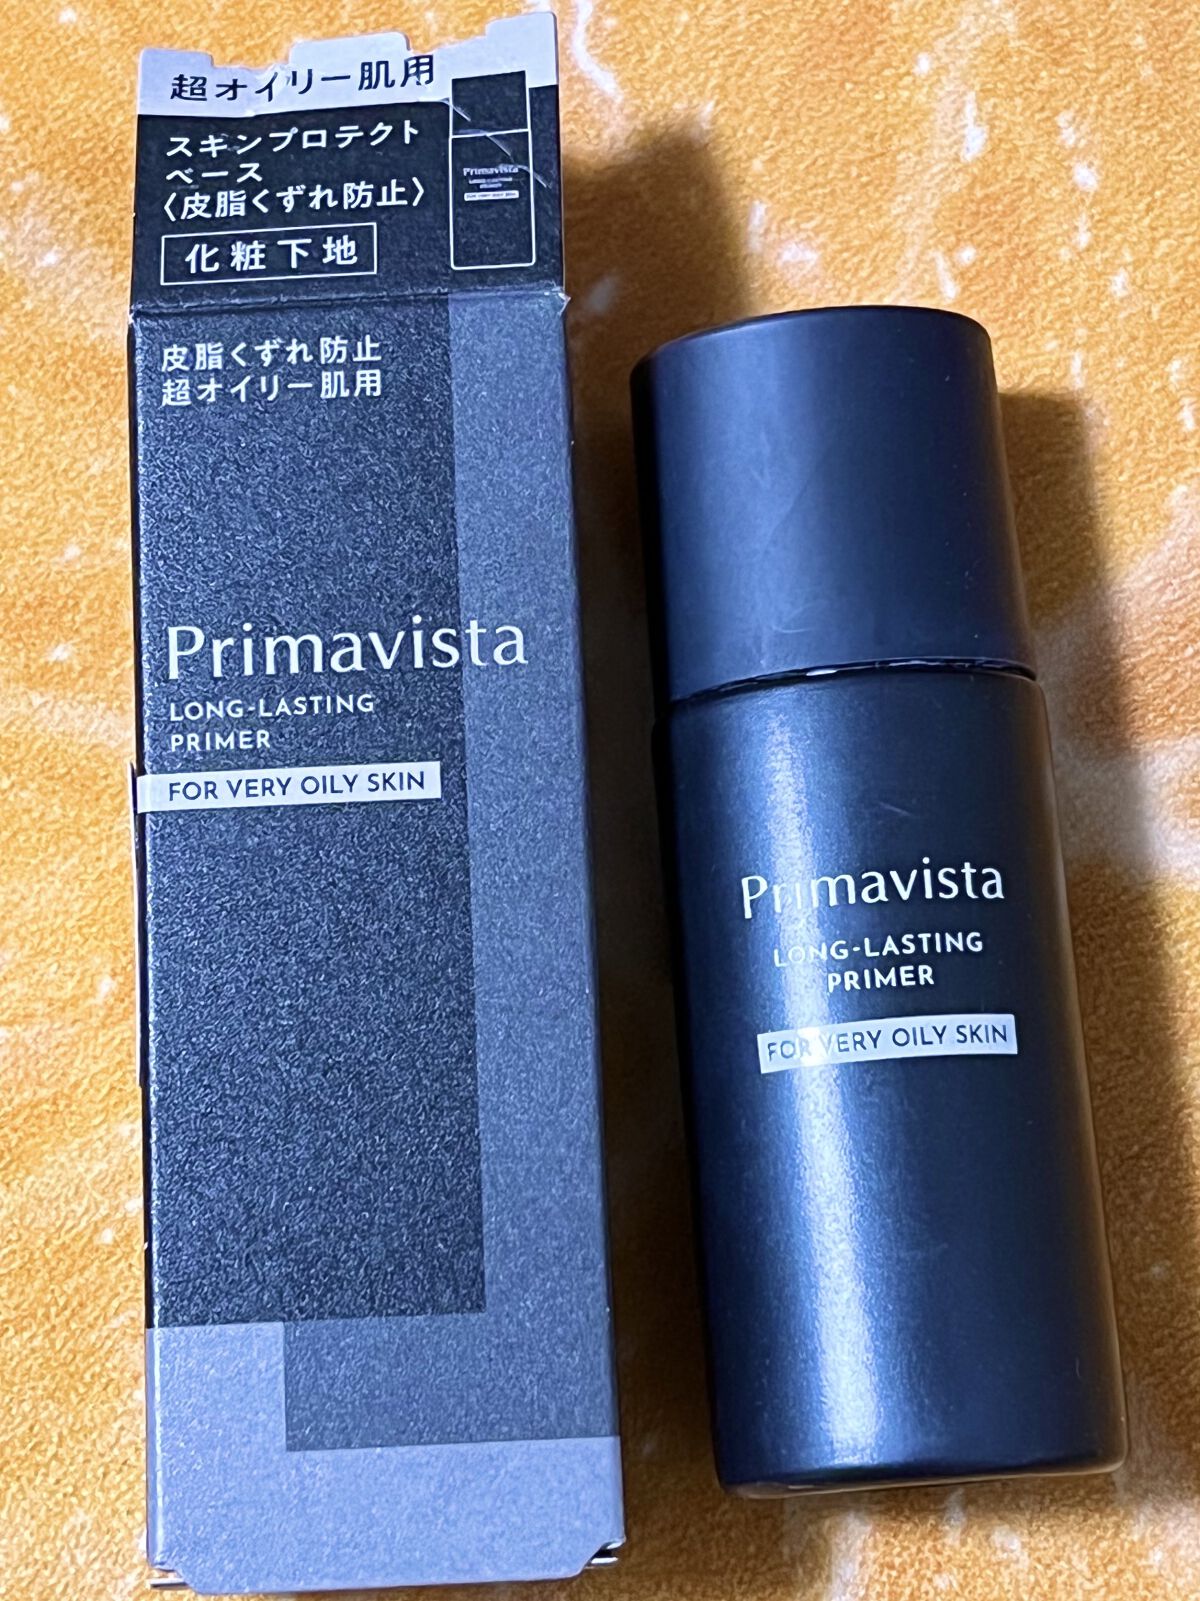 超オイリー肌用
スキンプロテクト
ベース
〈皮脂くずれ防止〉
化粧下地
Primavista
皮脂くずれ防止
超オイリー肌用
Primavista
LONG-LASTING
PRIMER
FOR VERY OILY SKIN
Primavista
LONG-LASTING
PRIMER
FOR VERY OILY SKIN